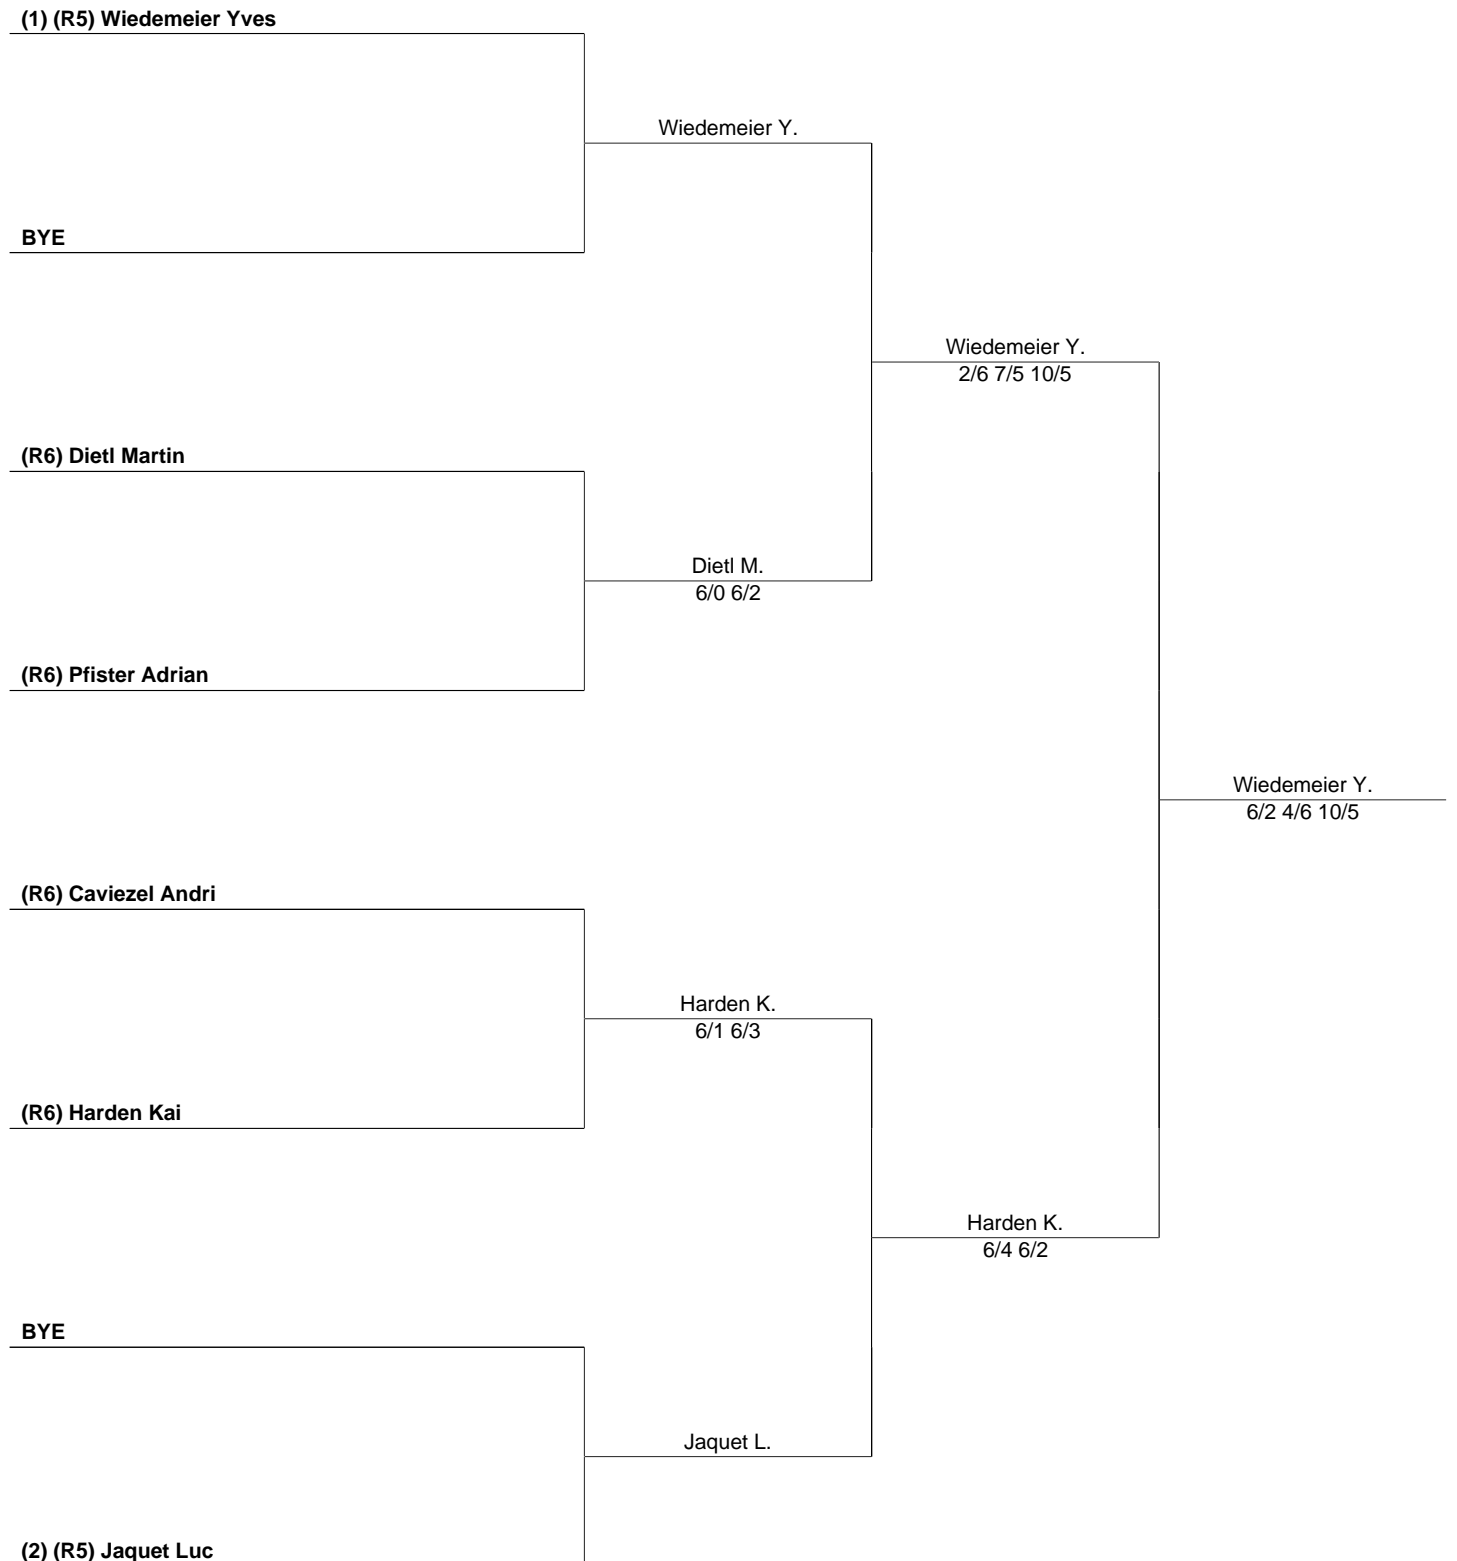 (1) (R5) Wiedemeier Yves
Wiedemeier Y.
BYE
Wiedemeier Y.
2/6 7/5 10/5
(R6) Dietl Martin
Dietl M.
6/0 6/2
(R6) Pfister Adrian
Wiedemeier Y.
6/2 4/6 10/5
(R6) Caviezel Andri
Harden K.
6/1 6/3
(R6) Harden Kai
Harden K.
6/4 6/2
BYE
Jaquet L.
(2) (R5) Jaquet Luc